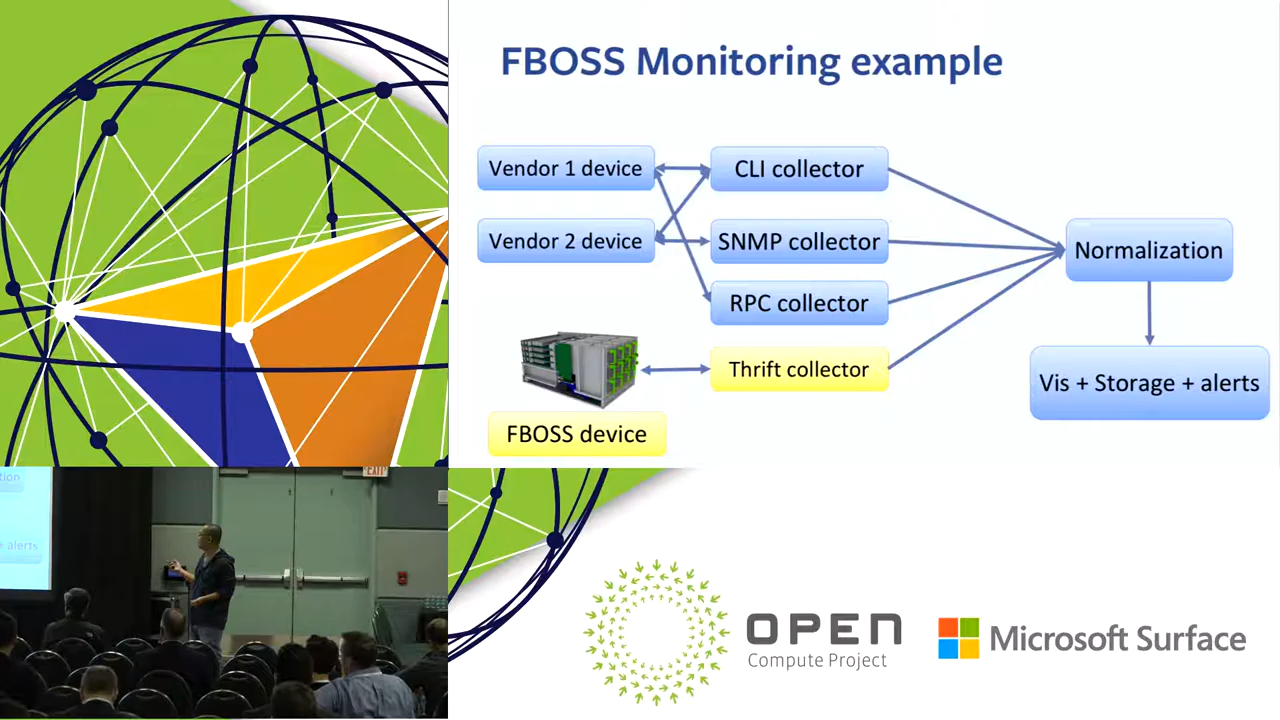 FBOSS Monitoring example
Vendor 1 device
CLI collector
Vendor 2 device
SNMP collector
Normalization
RPC collector
Thrift collector
Vis + Storage + alerts
FBOSS device
EXIT
tion
+ alerts
OPEN
Compute Project
Microsoft Surface